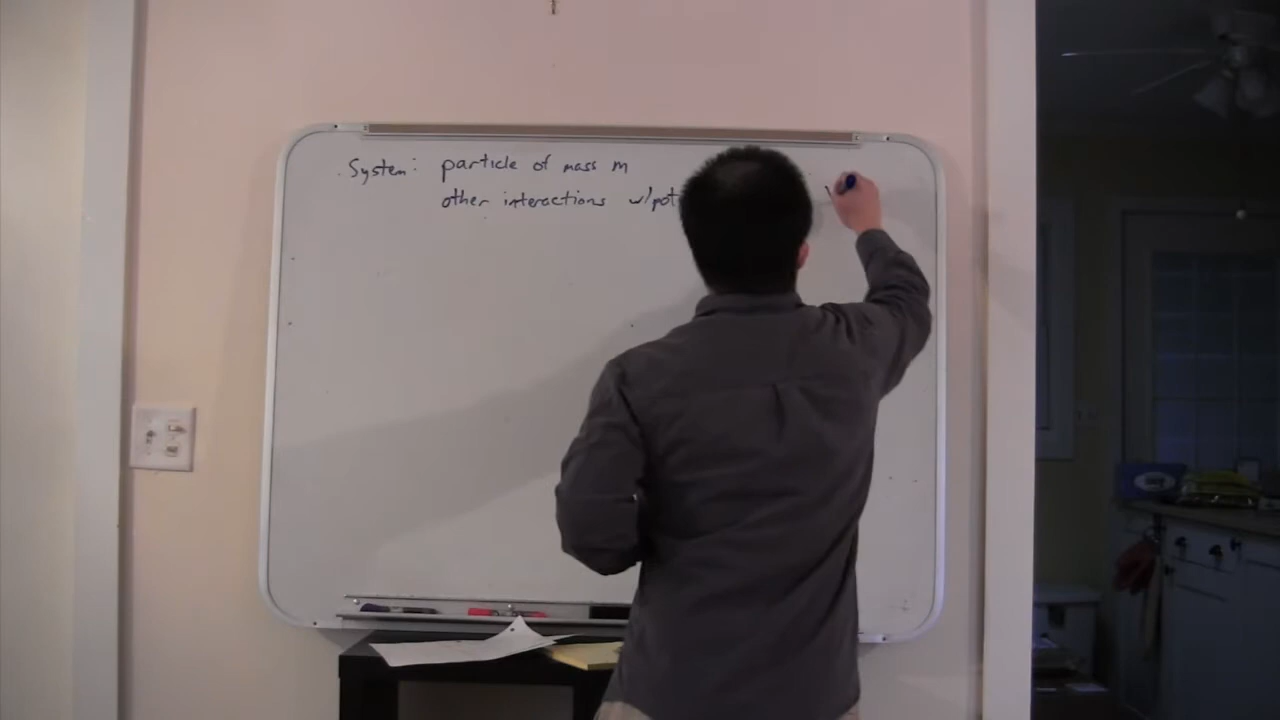 System: particle of mass m
other interactions w/pot